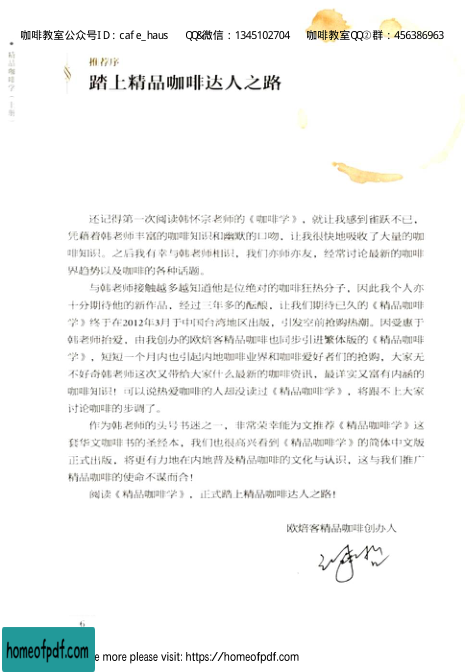 咖啡教室公众号ID：cafe_haus QQ&微信：1345102704 咖啡教室QQ②群：456386963
精品咖啡学（上册）
推荐序
踏上精品咖啡达人之路
还记得第一次阅读韩怀宗老师的《咖啡学》，就让我感到雀跃不已，
凭藉着韩老师丰富的咖啡知识和幽默的口吻，让我很快地吸收了大量的咖
啡知识。之后我有幸与韩老师相识，我们亦师亦友，经常讨论最新的咖啡
界趋势以及咖啡的各种话题。
与韩老师接触越多越知道他是位绝对的咖啡狂热分子，因此我个人亦
十分期待他的新作品，经过三年多的酝酿，让我们期待已久的《精品咖啡
学》终于在2012年3月于中国台湾地区出版，引发空前抢购热潮。因受惠于
韩老师抬爱，由我创办的欧焙客精品咖啡也同步引进繁体版的《精品咖啡
学》，短短一个月内也引起内地咖啡业界和咖啡爱好者们的抢购，大家无
不好奇韩老师这次又带给大家什么最新的咖啡资讯，最详实又富有内涵的
咖啡知识！可以说热爱咖啡的人却没读过《精品咖啡学》，将跟不上大家
讨论咖啡的步调了。
作为韩老师的头号书迷之一，非常荣幸能为文推荐《精品咖啡学》这
套华文咖啡书的圣经本，我们也很高兴看到《精品咖啡学》的简体中文版
正式出版，将更有力地在内地普及精品咖啡的文化与认识，这与我们推广
精品咖啡的使命不谋而合！
阅读《精品咖啡学》，正式踏上精品咖啡达人之路！
欧焙客精品咖啡创办人
6
homeofpdf.com
e more please visit: https://homeofpdf.com